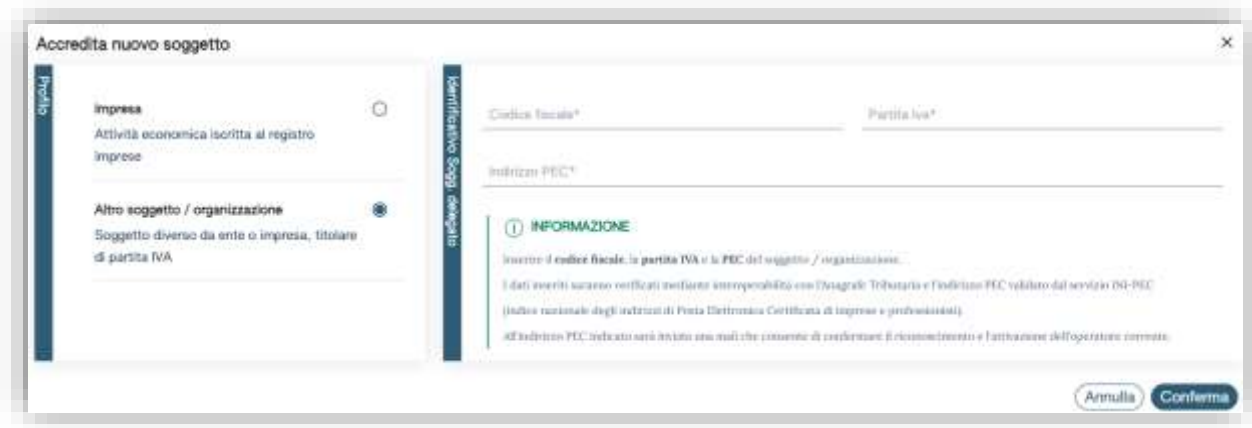 Accredita nuovo soggetto
×
Profilo
Impresa
Attività economica iscritta al registro
imprese
Altro soggetto / organizzazione
Soggetto diverso da ente o impresa, titolare
di partita IVA
Identificativo Sogg. delegato
Codice fiscale* Partita Iva*
Indirizzo PEC*
INFORMAZIONE
Inserire il codice fiscale, la partita IVA e la PEC del soggetto / organizzazione.
I dati inseriti saranno verificati mediante interoperabilità con l'Anagrafe Tributaria e l'indirizzo PEC validato dal servizio INI-PEC
(indice nazionale degli indirizzi di Posta Elettronica Certificata di imprese e professionisti).
All'indirizzo PEC indicato sarà inviato una mail che consente di confermare il riconoscimento e l'attivazione dell'operatore corrente.
Annulla Conferma